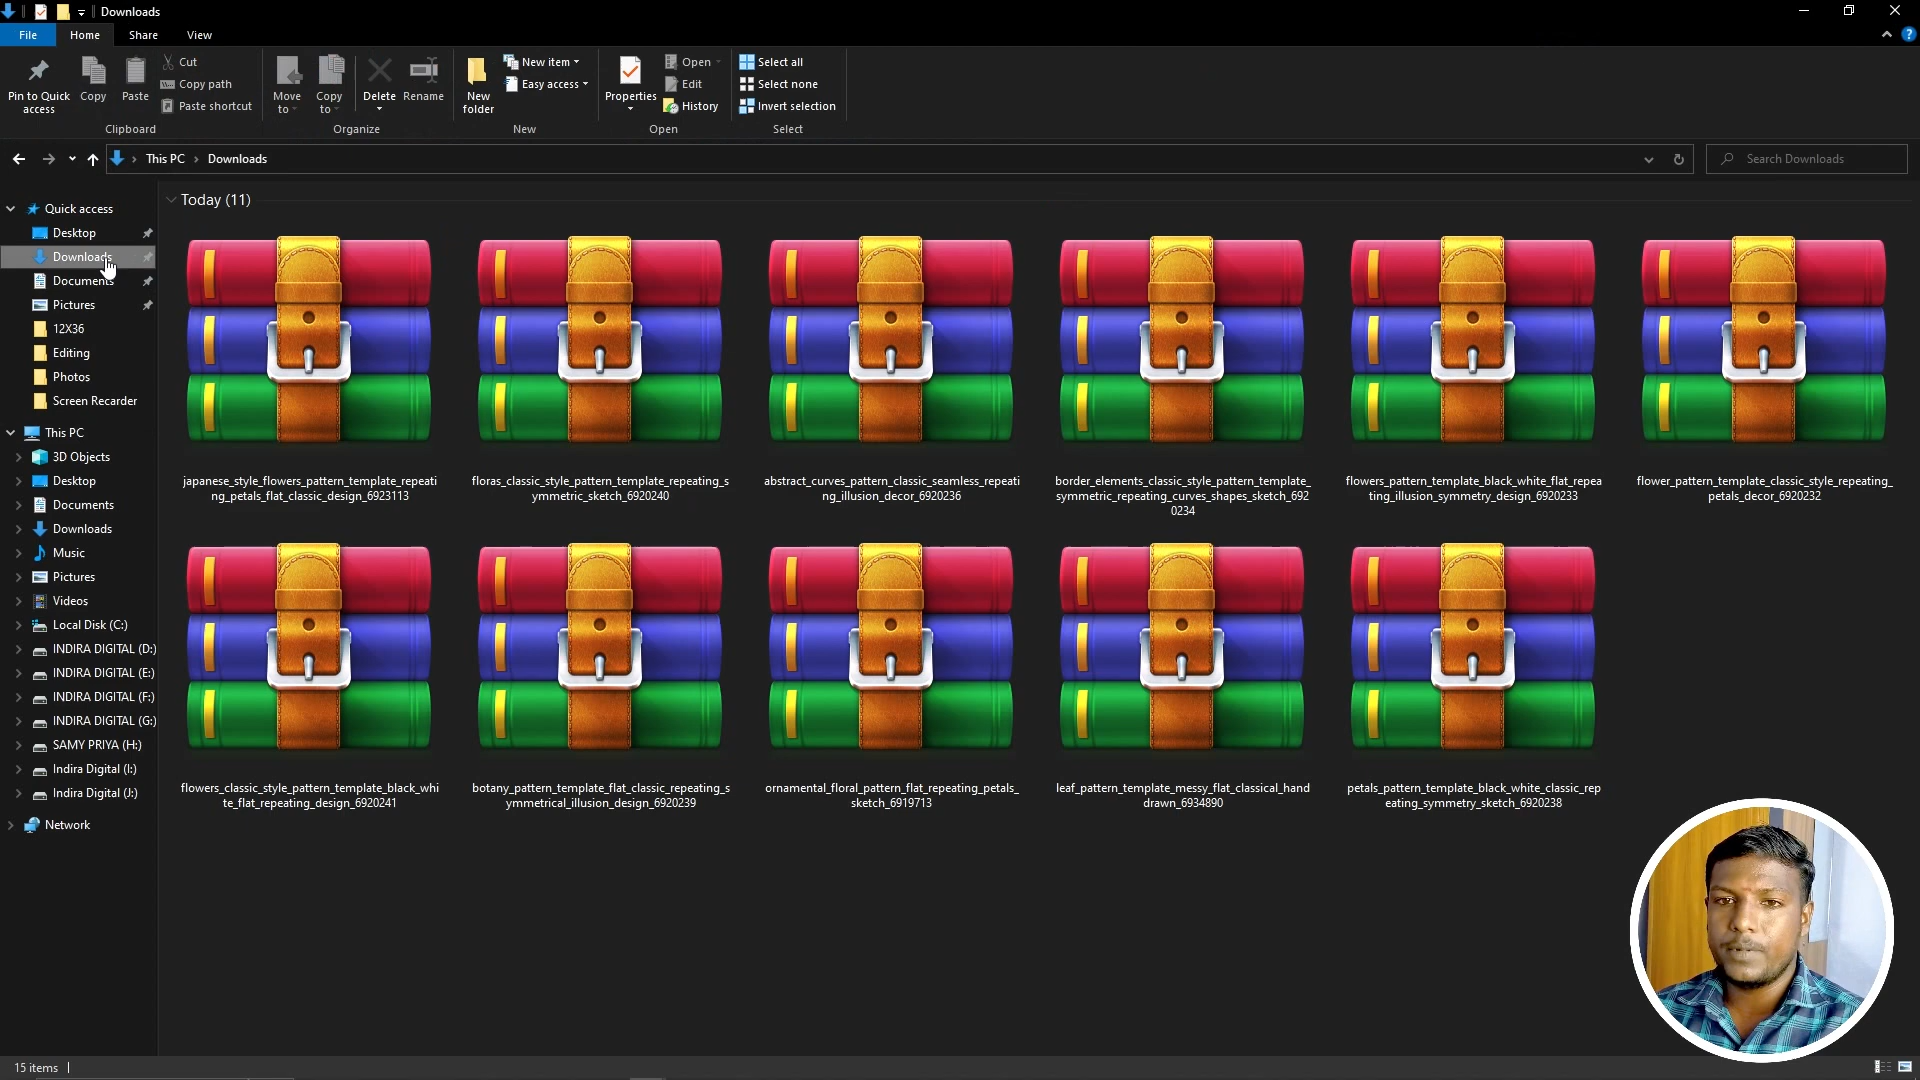 Downloads
File
Home
Share
View
Pin to Quick
access
Copy
Paste
Cut
Copy path
Paste shortcut
Clipboard
Move
to
Copy
to
Delete
Rename
Organize
New
folder
New item
Easy access
New
Properties
Open
Edit
History
Open
Select all
Select none
Invert selection
Select
This PC
Downloads
Search Downloads
Quick access
Desktop
Downloads
Documents
Pictures
12X36
Editing
Photos
Screen Recorder
This PC
3D Objects
Desktop
Documents
Downloads
Music
Pictures
Videos
Local Disk (C:)
INDIRA DIGITAL (D:)
INDIRA DIGITAL (E:)
INDIRA DIGITAL (F:)
INDIRA DIGITAL (G:)
SAMY PRIYA (H:)
Indira Digital (I:)
Indira Digital (J:)
Network
Today (11)
japanese_style_flowers_pattern_template_repeati
ng_petals_flat_classic_design_6923113
floras_classic_style_pattern_template_repeating_s
ymmetric_sketch_6920240
abstract_curves_pattern_classic_seamless_repeati
ng_illusion_decor_6920236
border_elements_classic_style_pattern_template_
symmetric_repeating_curves_shapes_sketch_692
0234
flowers_pattern_template_black_white_flat_repea
ting_illusion_symmetry_design_6920233
flower_pattern_template_classic_style_repeating_
petals_decor_6920232
flowers_classic_style_pattern_template_black_whi
te_flat_repeating_design_6920241
botany_pattern_template_flat_classic_repeating_s
ymmetrical_illusion_design_6920239
ornamental_floral_pattern_flat_repeating_petals_
sketch_6919713
leaf_pattern_template_messy_flat_classical_hand
drawn_6934890
petals_pattern_template_black_white_classic_rep
eating_symmetry_sketch_6920238
15 items